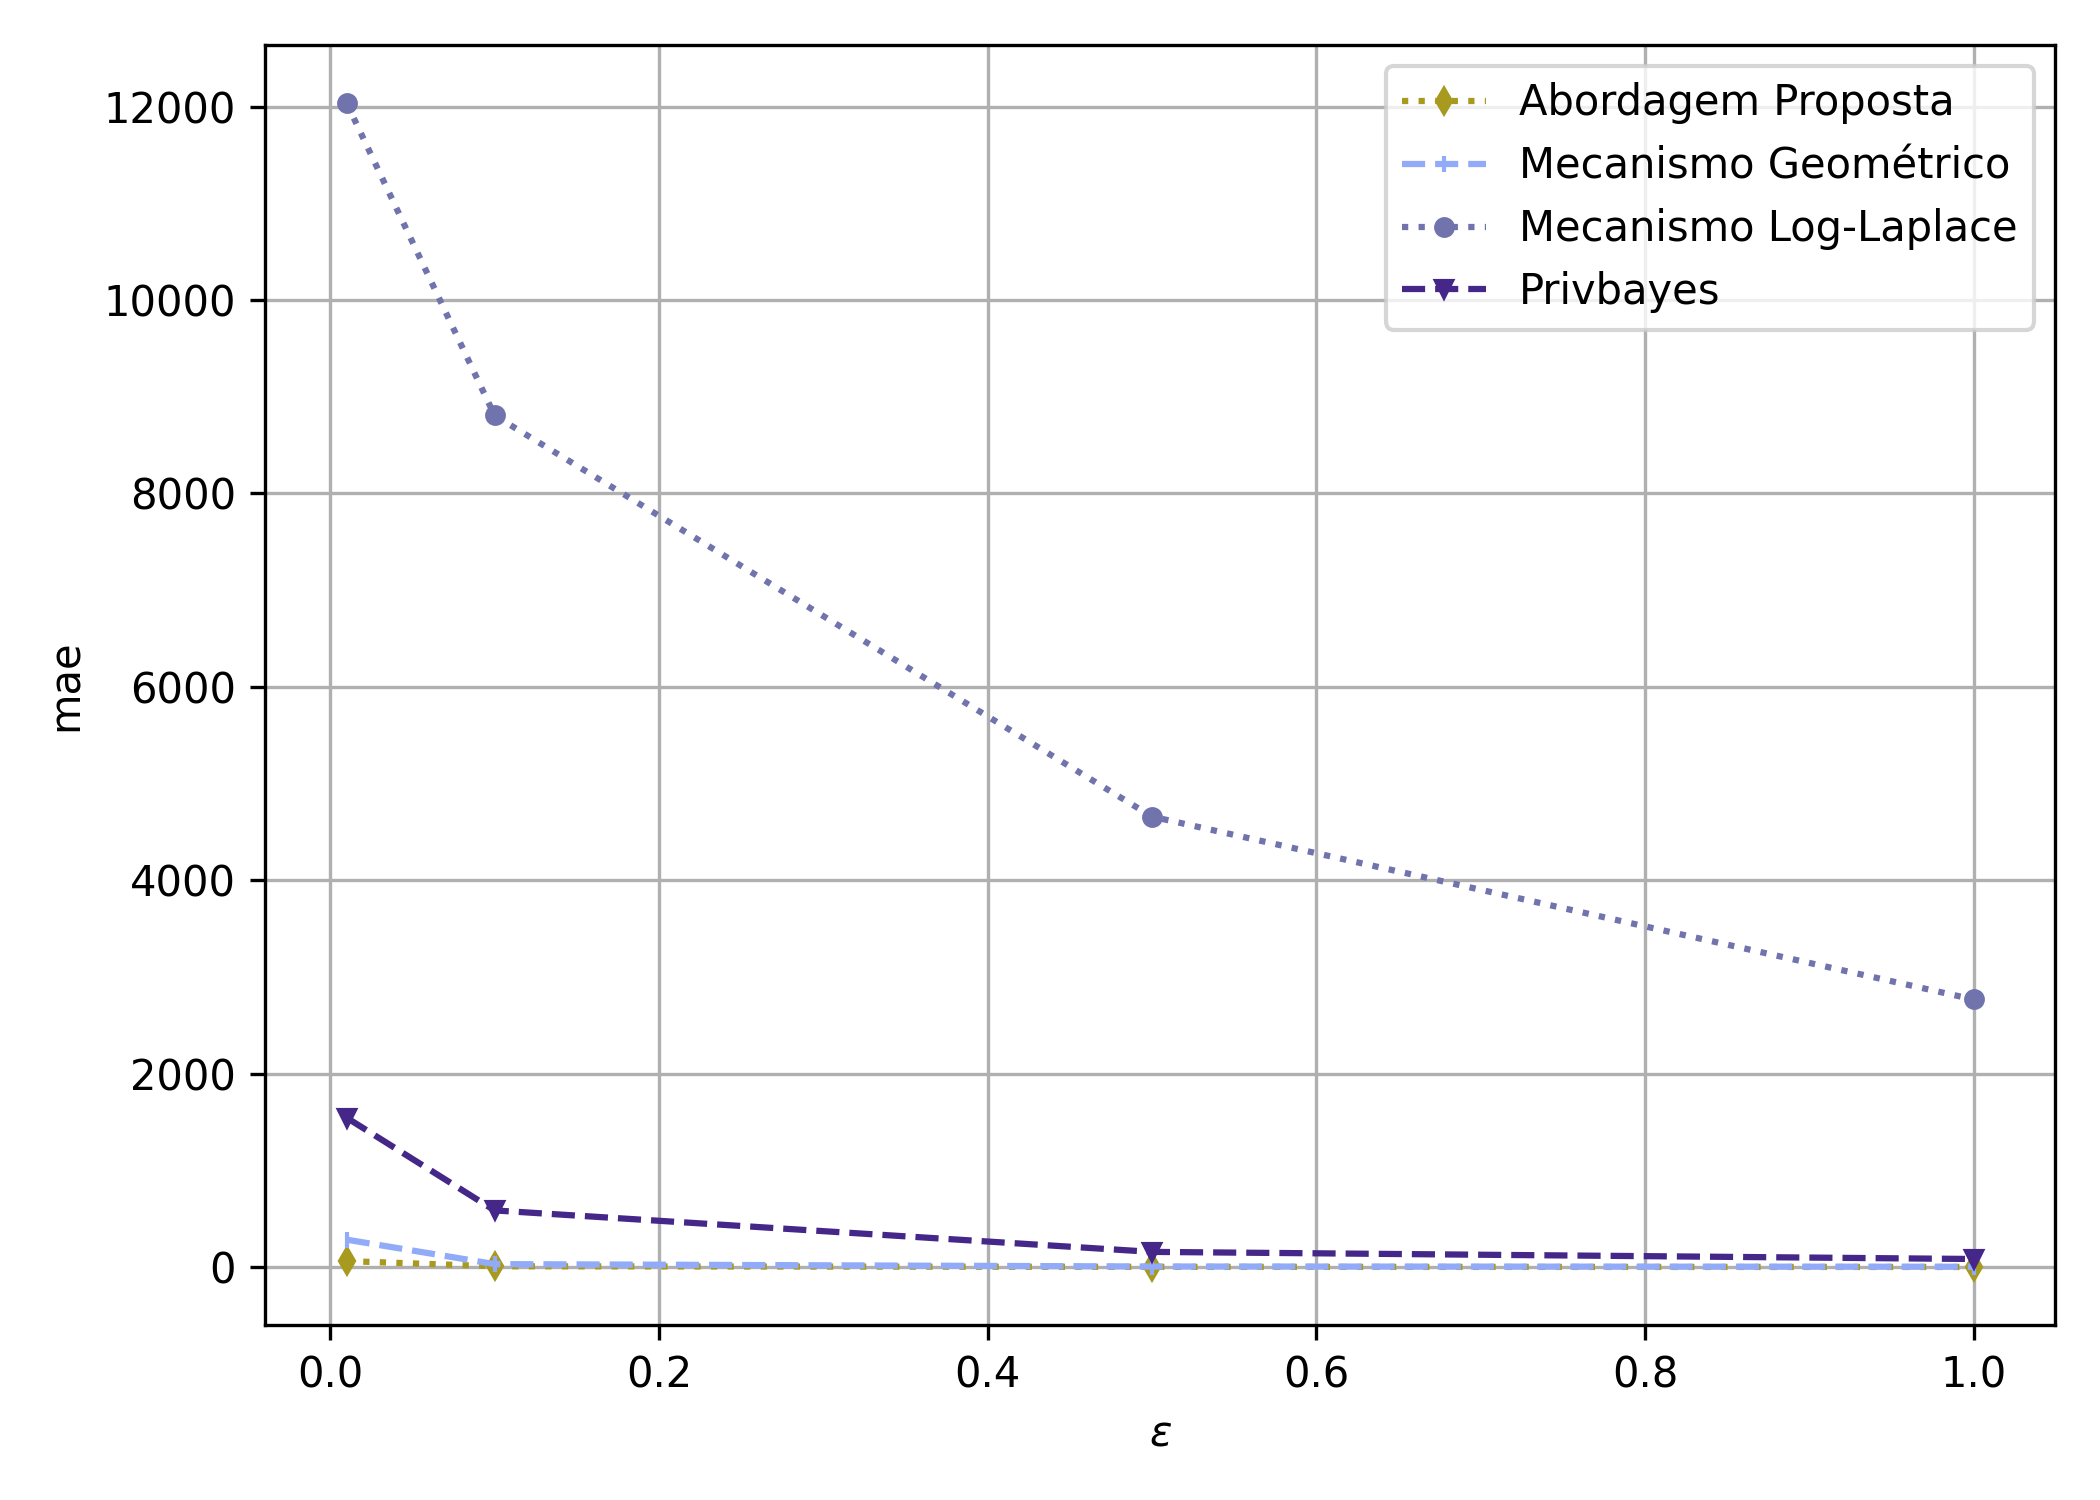 12000
10000
8000
6000
4000
2000
0
mae
0.0
0.2
0.4
0.6
0.8
1.0
ε
Abordagem Proposta
Mecanismo Geométrico
Mecanismo Log-Laplace
Privbayes